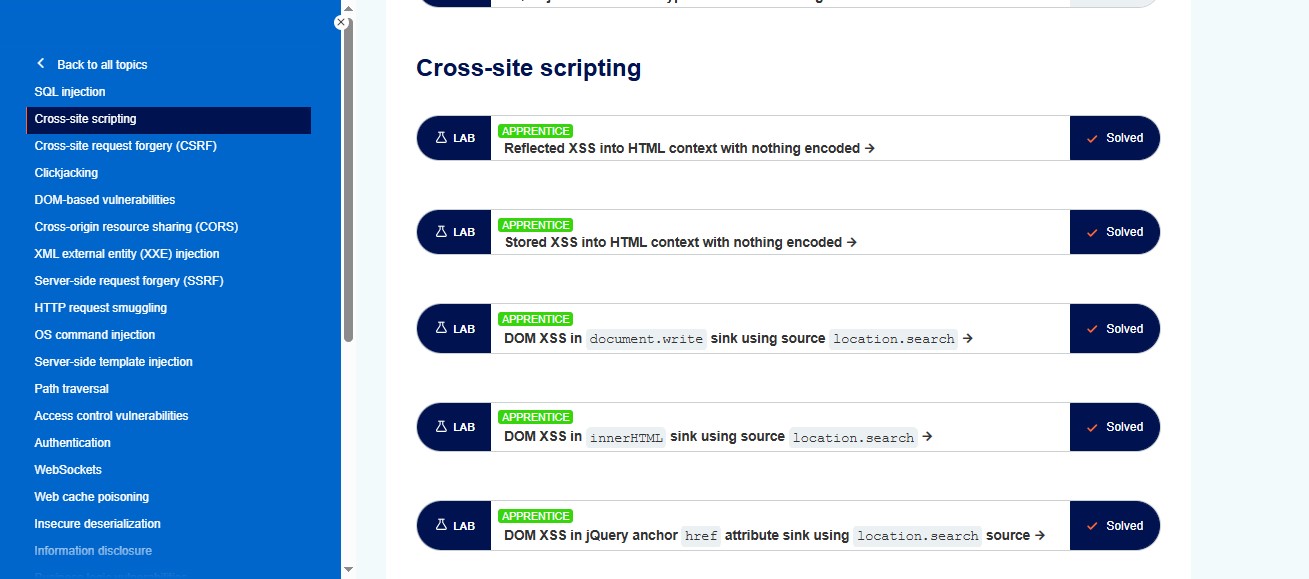 Back to all topics
SQL injection
Cross-site scripting
Cross-site request forgery (CSRF)
Clickjacking
DOM-based vulnerabilities
Cross-origin resource sharing (CORS)
XML external entity (XXE) injection
Server-side request forgery (SSRF)
HTTP request smuggling
OS command injection
Server-side template injection
Path traversal
Access control vulnerabilities
Authentication
WebSockets
Web cache poisoning
Insecure deserialization
Information disclosure
Cross-site scripting
LAB
APPRENTICE
Reflected XSS into HTML context with nothing encoded →
Solved
LAB
APPRENTICE
Stored XSS into HTML context with nothing encoded →
Solved
LAB
APPRENTICE
DOM XSS in document.write sink using source location.search →
Solved
LAB
APPRENTICE
DOM XSS in innerHTML sink using source location.search →
Solved
LAB
APPRENTICE
DOM XSS in jQuery anchor href attribute sink using location.search source →
Solved